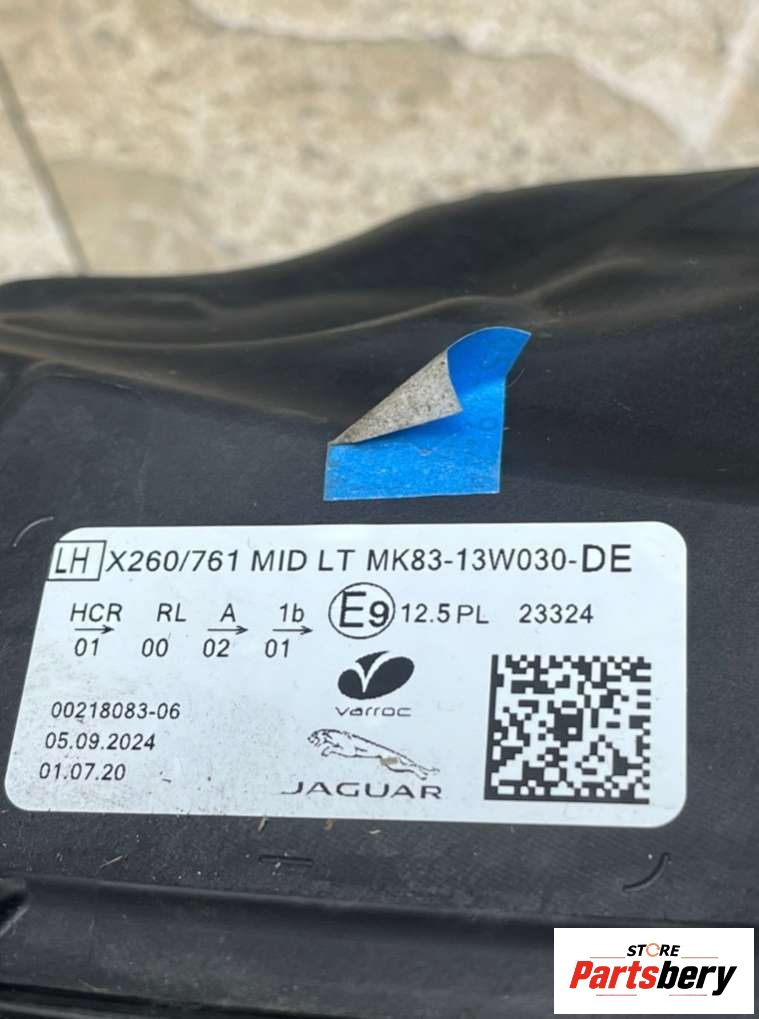 LH X260/761 MID LT MK83-13W030-DE
HCR RL A 1b E9 12.5 PL 23324
01 00 02 01
00218083-06
05.09.2024
01.07.20
varroc
JAGUAR
STORE
Partsbery